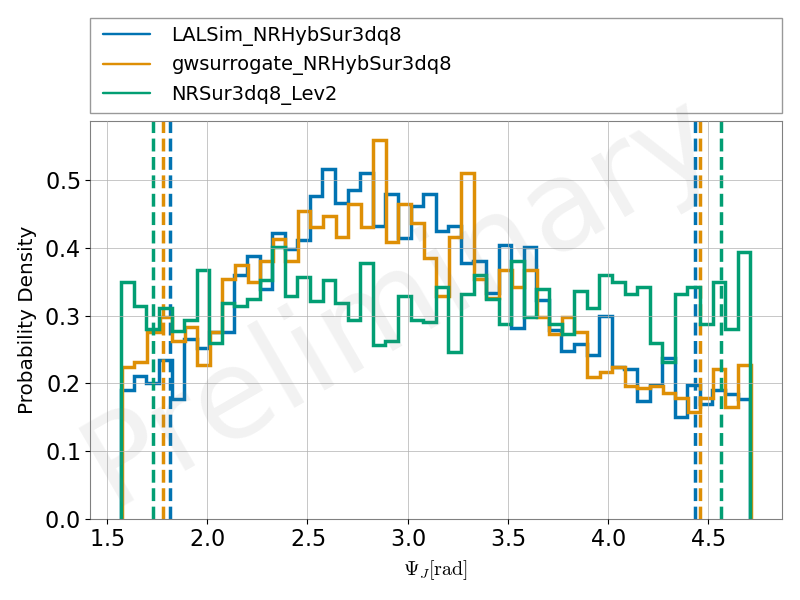 LALSim_NRHybSur3dq8
gwsurrogate_NRHybSur3dq8
NRSur3dq8_Lev2
Preliminary
Probability Density
0.5
0.4
0.3
0.2
0.1
0.0
1.5 2.0 2.5 3.0 3.5 4.0 4.5
Ψ_J[rad]